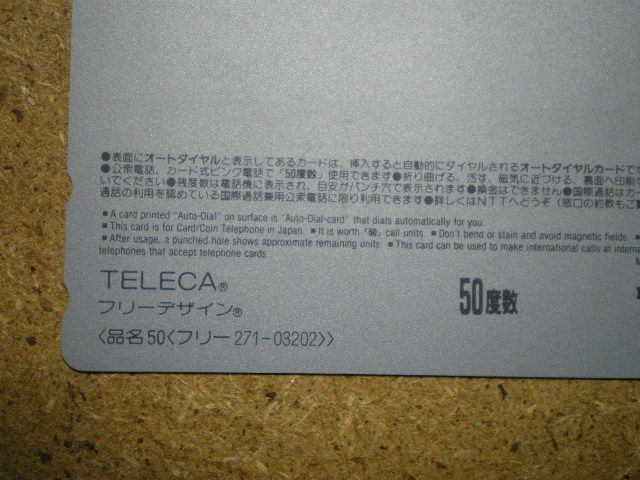 ●表面にオートダイヤルと表示してあるカードは、挿入すると自動的にダイヤルされるオートダイヤルカードで
●公衆電話、カード式ピンク電話で「50度数」使用できます●折り曲げる、汚す、磁気に近づける、裏面へ印刷
いでください●残度数は電話機に表示され、目安がパンチ穴で表示されます●換金はできません●国際通話はカ
通話の利用を認めている国際通話兼用公衆電話に限り利用できます●詳しくはNTTへどうぞ（窓口の約款もご
■ A card printed "Auto-Dial" on surface is "Auto-Dial-card" that dials automatically for you.
■ This card is for Card/Coin Telephone in Japan. ■ It is worth「50」call units. ■ Don't bend or stain and avoid magnetic fields. ■
■ After usage, a punched hole shows approximate remaining units. ■ This card can be used to make international calls at
telephones that accept telephone cards.
TELECA®
フリーデザイン®
50度数
〈品名50〈フリー271-03202〉〉